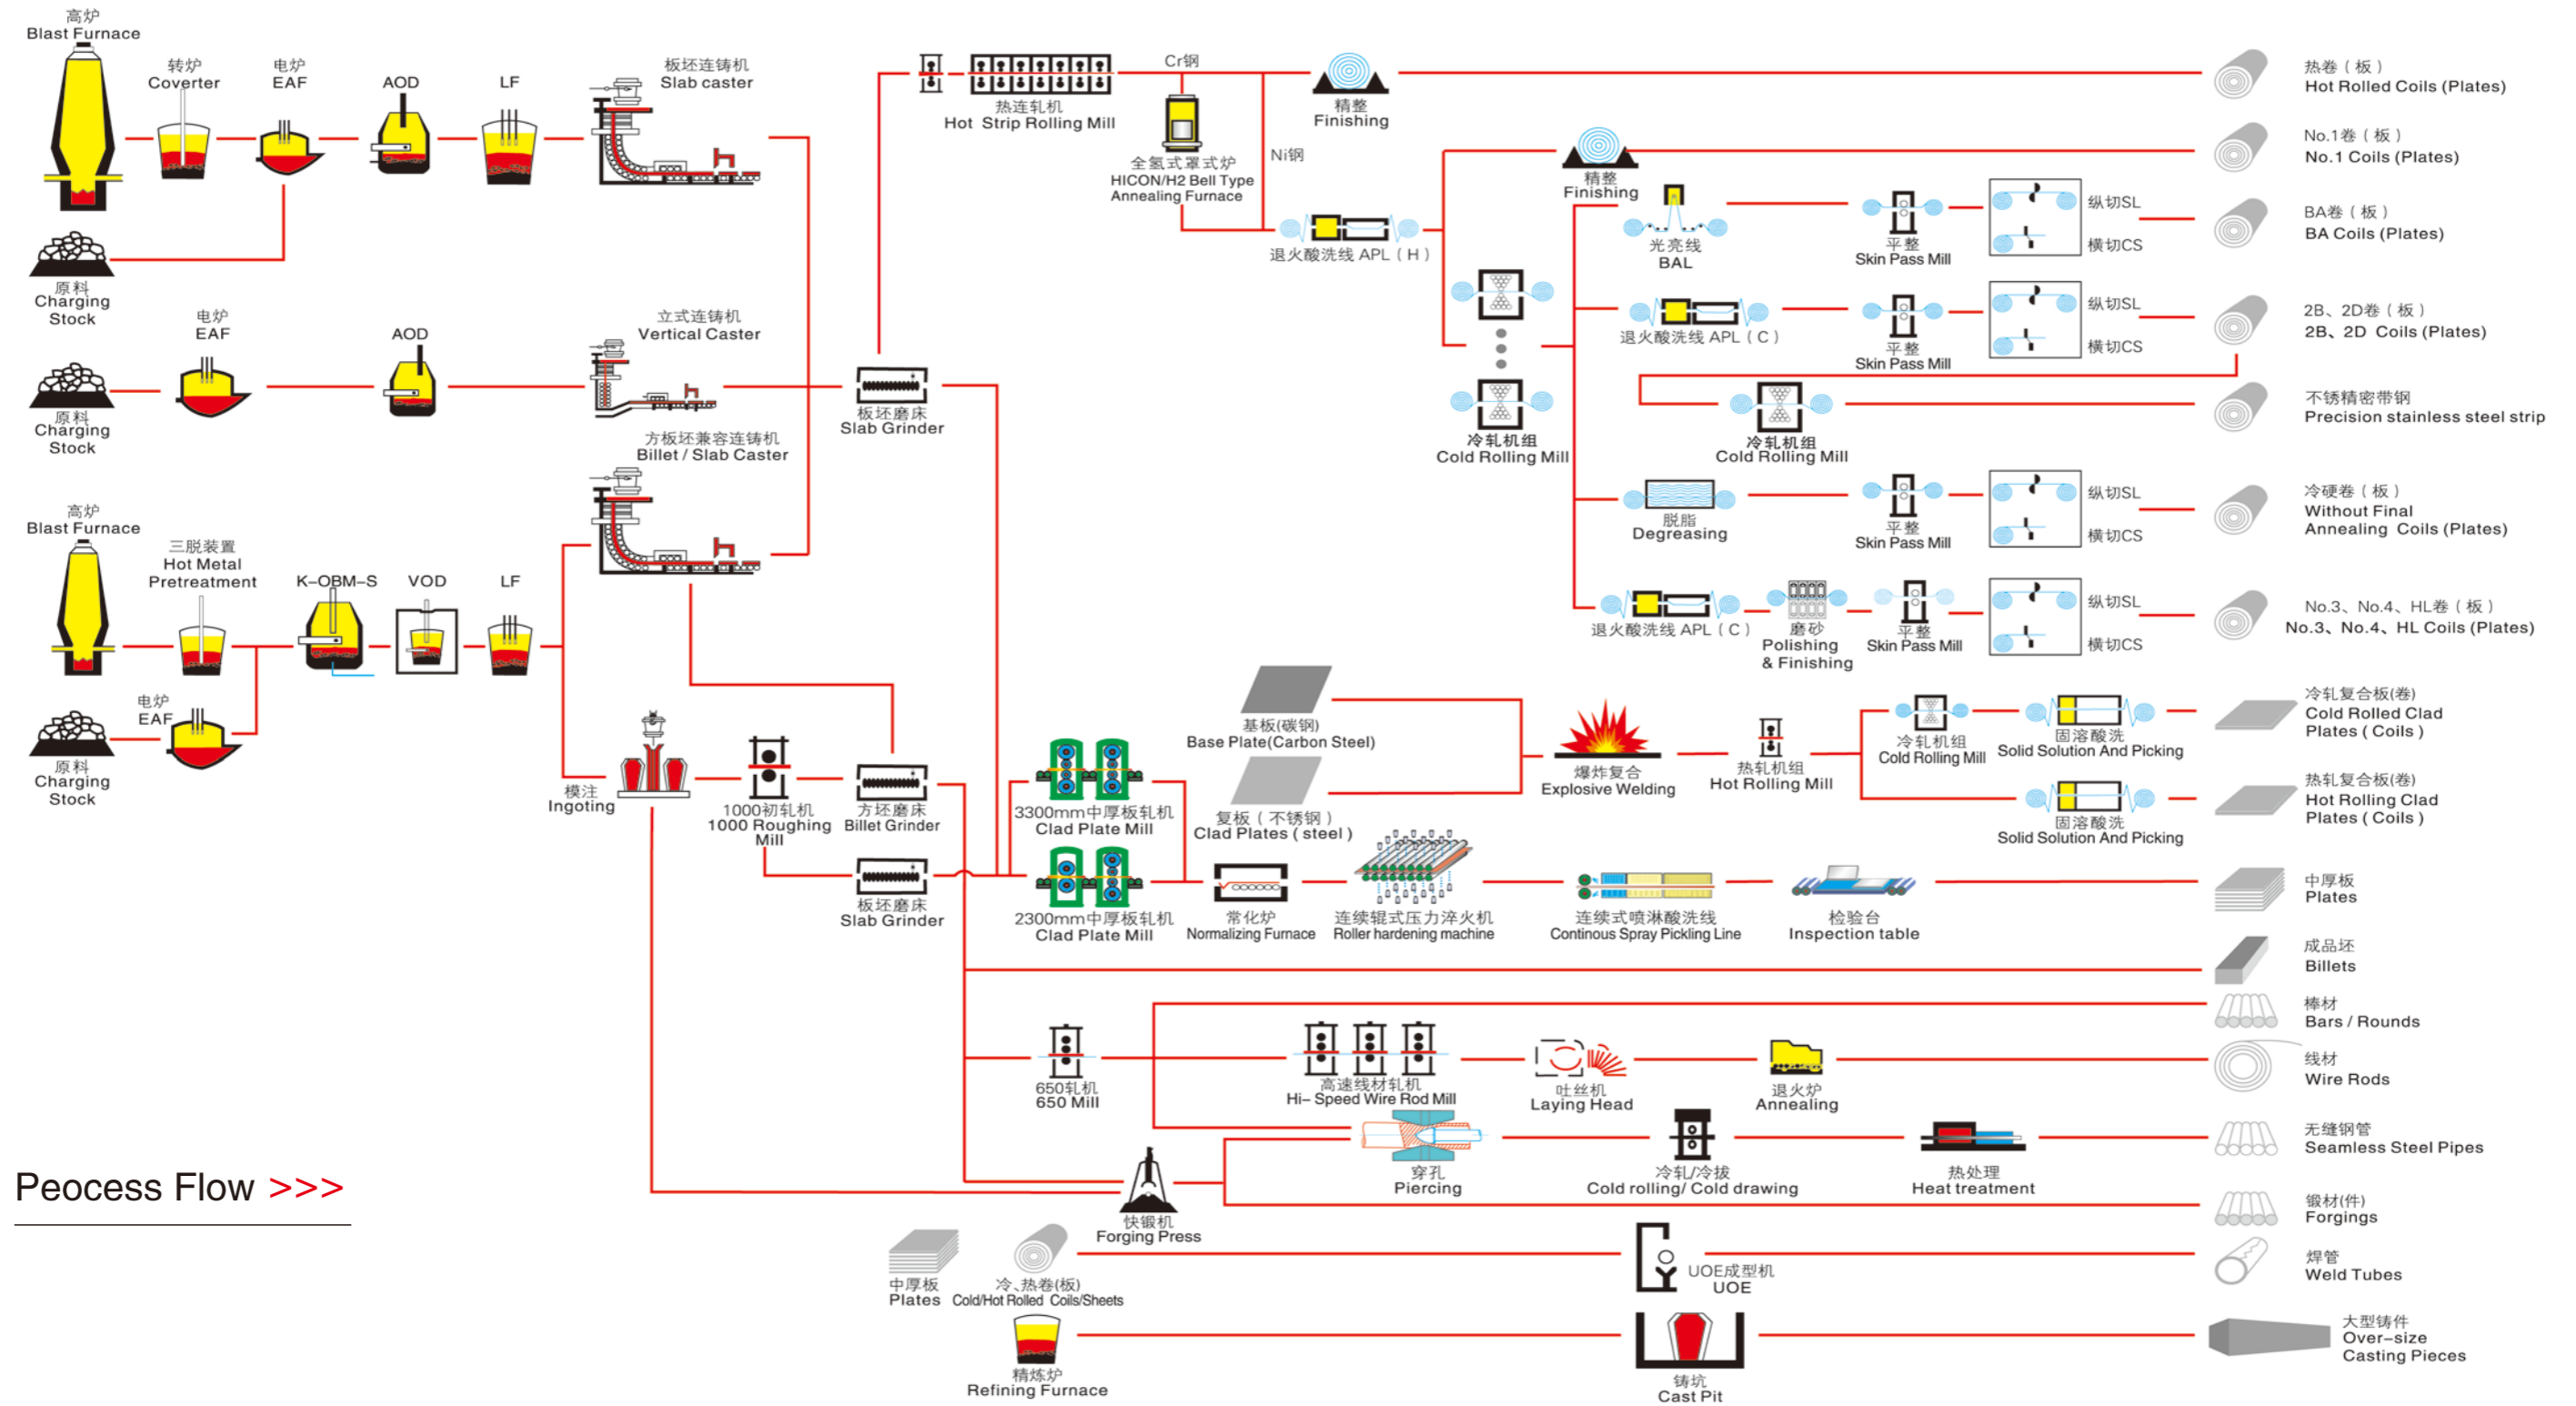 高炉
Blast Furnace
转炉
Coverter
电炉
EAF
AOD
LF
板坯连铸机
Slab caster
原料
Charging
Stock
电炉
EAF
AOD
立式连铸机
Vertical Caster
原料
Charging
Stock
方板坯兼容连铸机
Billet / Slab Caster
板坯磨床
Slab Grinder
高炉
Blast Furnace
三脱装置
Hot Metal
Pretreatment
K-OBM-S
VOD
LF
电炉
EAF
原料
Charging
Stock
模注
Ingoting
1000初轧机
1000 Roughing
Mill
方坯磨床
Billet Grinder
板坯磨床
Slab Grinder
热连轧机
Hot Strip Rolling Mill
Cr钢
全氢式罩式炉
HICON/H2 Bell Type
Annealing Furnace
Ni钢
精整
Finishing
退火酸洗线 APL（H）
精整
Finishing
冷轧机组
Cold Rolling Mill
光亮线
BAL
平整
Skin Pass Mill
纵切SL
横切CS
退火酸洗线 APL（C）
平整
Skin Pass Mill
纵切SL
横切CS
冷轧机组
Cold Rolling Mill
脱脂
Degreasing
平整
Skin Pass Mill
纵切SL
横切CS
退火酸洗线 APL（C）
磨砂
Polishing
& Finishing
平整
Skin Pass Mill
纵切SL
横切CS
热卷（板）
Hot Rolled Coils (Plates)
No.1卷（板）
No.1 Coils (Plates)
BA卷（板）
BA Coils (Plates)
2B、2D卷（板）
2B、2D Coils (Plates)
不锈精密带钢
Precision stainless steel strip
冷硬卷（板）
Without Final
Annealing Coils (Plates)
No.3、No.4、HL卷（板）
No.3、No.4、HL Coils (Plates)
基板(碳钢)
Base Plate(Carbon Steel)
复板（不锈钢）
Clad Plates ( steel )
爆炸复合
Explosive Welding
热轧机组
Hot Rolling Mill
冷轧机组
Cold Rolling Mill
固溶酸洗
Solid Solution And Picking
冷轧复合板(卷)
Cold Rolled Clad
Plates ( Coils )
固溶酸洗
Solid Solution And Picking
热轧复合板(卷)
Hot Rolling Clad
Plates ( Coils )
3300mm中厚板轧机
Clad Plate Mill
2300mm中厚板轧机
Clad Plate Mill
常化炉
Normalizing Furnace
连续辊式压力淬火机
Roller hardening machine
连续式喷淋酸洗线
Continous Spray Pickling Line
检验台
Inspection table
中厚板
Plates
成品坯
Billets
650轧机
650 Mill
棒材
Bars / Rounds
高速线材轧机
Hi- Speed Wire Rod Mill
吐丝机
Laying Head
退火炉
Annealing
线材
Wire Rods
穿孔
Piercing
冷轧/冷拔
Cold rolling/ Cold drawing
热处理
Heat treatment
无缝钢管
Seamless Steel Pipes
快锻机
Forging Press
锻材(件)
Forgings
Peocess Flow >>>
中厚板
Plates
冷、热卷(板)
Cold/Hot Rolled Coils/Sheets
UOE成型机
UOE
焊管
Weld Tubes
精炼炉
Refining Furnace
铸坑
Cast Pit
大型铸件
Over-size
Casting Pieces